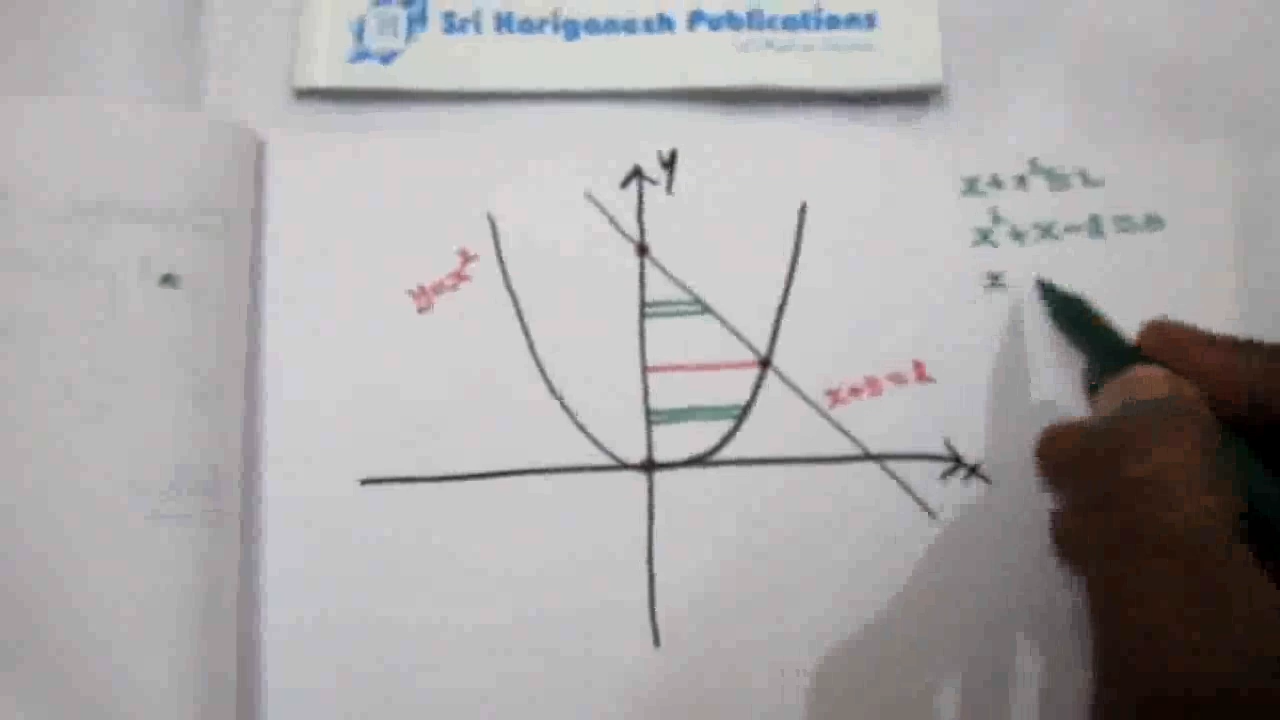 Sri Hariganesh Publications
y
y=x²
x+x²=2
x²+x-2=0
x
x+y=2
x